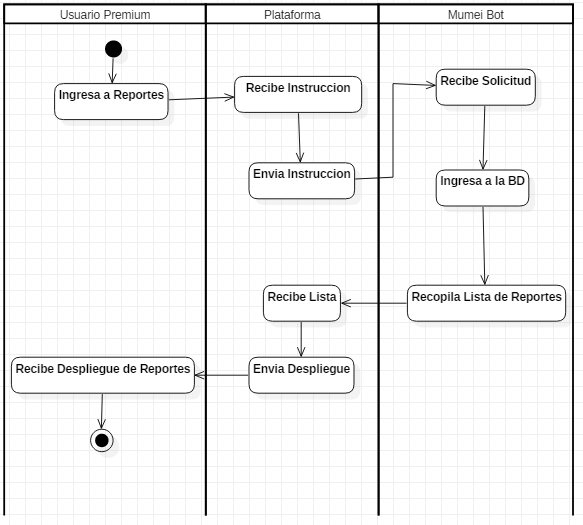 Usuario Premium
Plataforma
Mumei Bot
Ingresa a Reportes
Recibe Instruccion
Recibe Solicitud
Envia Instruccion
Ingresa a la BD
Recibe Lista
Recopila Lista de Reportes
Recibe Despliegue de Reportes
Envia Despliegue